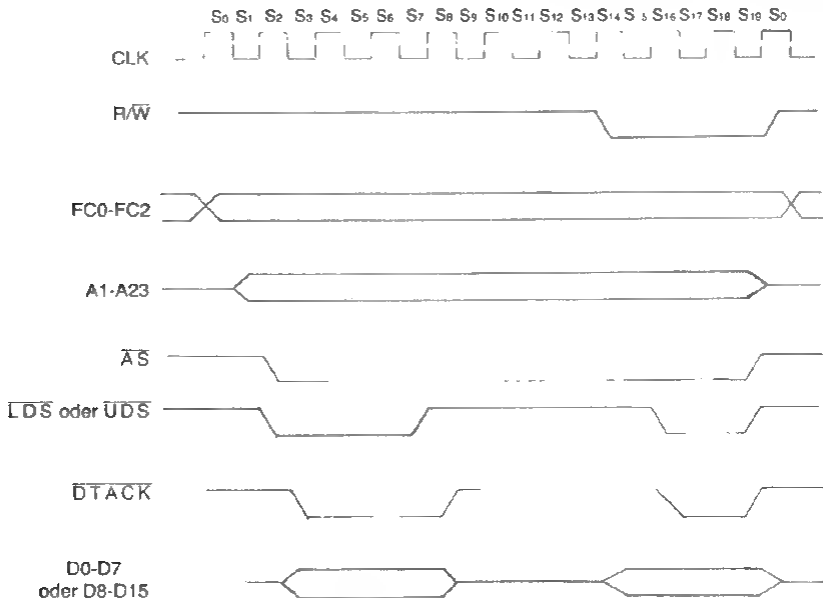 S0 S1 S2 S3 S4 S5 S6 S7 S8 S9 S10 S11 S12 S13 S14 S15 S16 S17 S18 S19 S0
CLK
R/W
FC0-FC2
A1-A23
AS
LDS oder UDS
DTACK
D0-D7
oder D8-D15